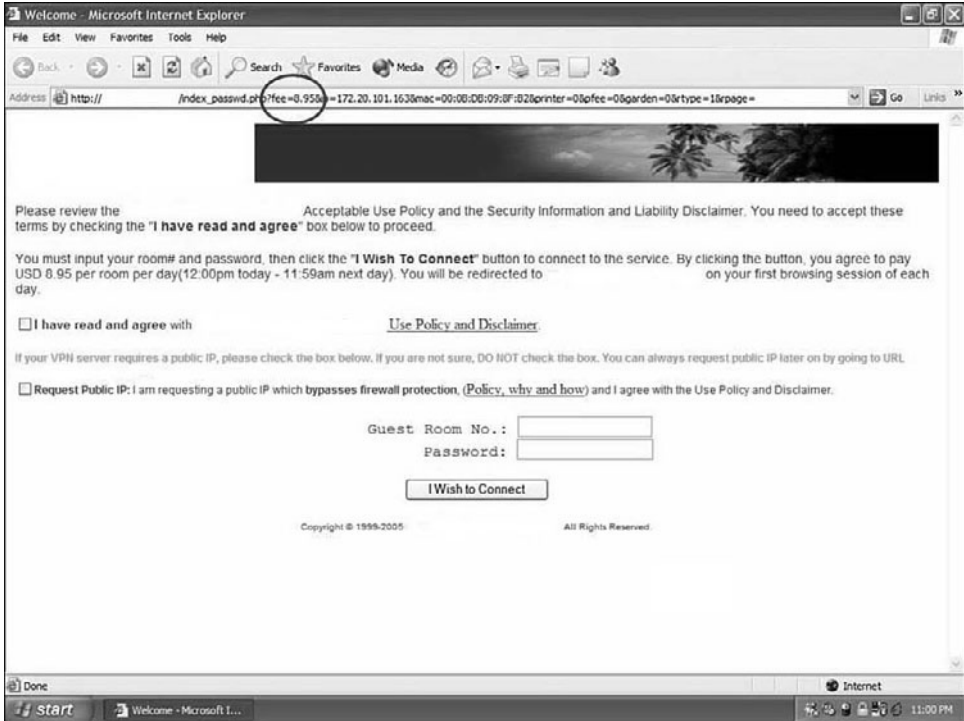 Welcome - Microsoft Internet Explorer
File Edit View Favorites Tools Help
Back Search Favorites Media
Address http:// /index_passwd.php?fee=8.95& =172.20.101.163&mac=00:0B:DB:09:8F:B2&printer=0&pfee=0&garden=0&rtype=1&rpage= Go Links »
Please review the Acceptable Use Policy and the Security Information and Liability Disclaimer. You need to accept these
terms by checking the "I have read and agree" box below to proceed.
You must input your room# and password, then click the "I Wish To Connect" button to connect to the service. By clicking the button, you agree to pay
USD 8.95 per room per day(12:00pm today - 11:59am next day). You will be redirected to on your first browsing session of each
day.
I have read and agree with Use Policy and Disclaimer.
If your VPN server requires a public IP, please check the box below. If you are not sure, DO NOT check the box. You can always request public IP later on by going to URL
Request Public IP: I am requesting a public IP which bypasses firewall protection, (Policy, why and how) and I agree with the Use Policy and Disclaimer.
Guest Room No.:
Password:
I Wish to Connect
Copyright © 1999-2005 All Rights Reserved.
Done Internet
start Welcome - Microsoft I... 11:00 PM